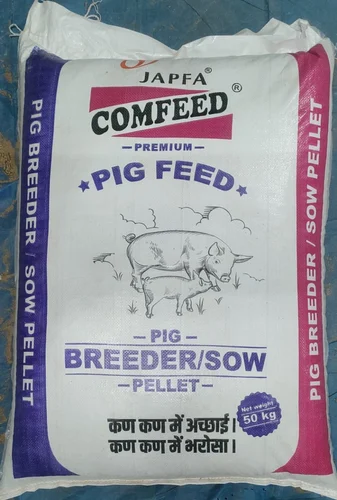 JAPFA®
COMFEED®
PREMIUM
PIG FEED
PIG
BREEDER/SOW
PELLET
Net weight
50 kg
कण कण में अच्छाई।
कण कण में भरोसा।
PIG BREEDER / SOW PELLET
PIG BREEDER / SOW PELLET